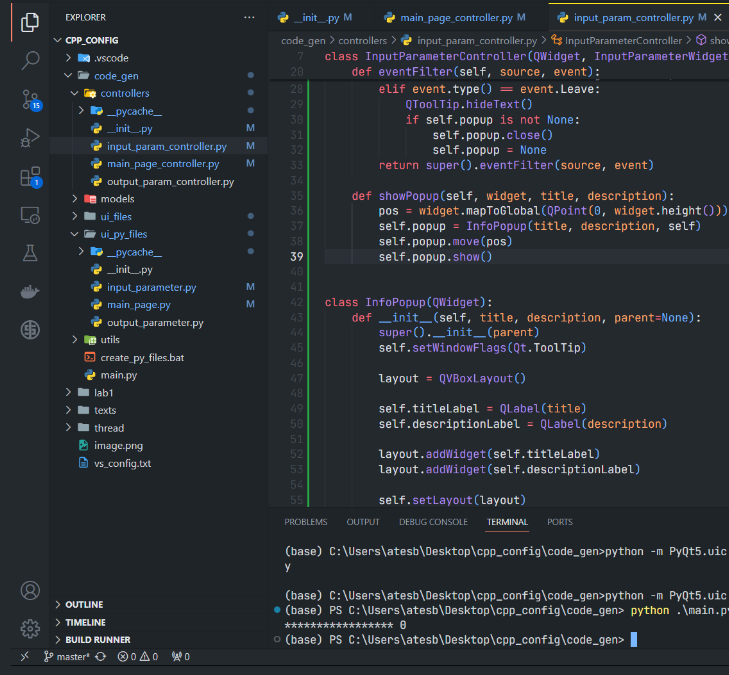 EXPLORER
CPP_CONFIG
.vscode
code_gen
controllers
__pycache__
__init__.py M
input_param_controller.py M
main_page_controller.py M
output_param_controller.py
models
ui_files
ui_py_files
__pycache__
__init__.py
input_parameter.py M
main_page.py M
output_parameter.py
utils
create_py_files.bat
main.py
lab1
texts
thread
image.png
vs_config.txt
OUTLINE
TIMELINE
BUILD RUNNER
15
1
__init__.py M main_page_controller.py M input_param_controller.py M
code_gen > controllers > input_param_controller.py > InputParameterController > sho
7 class InputParameterController(QWidget, InputParameterWidget
20 def eventFilter(self, source, event):
28 elif event.type() == event.Leave:
29 QToolTip.hideText()
30 if self.popup is not None:
31 self.popup.close()
32 self.popup = None
33 return super().eventFilter(source, event)
34
35 def showPopup(self, widget, title, description):
36 pos = widget.mapToGlobal(QPoint(0, widget.height()))
37 self.popup = InfoPopup(title, description, self)
38 self.popup.move(pos)
39 self.popup.show()
40
41
42 class InfoPopup(QWidget):
43 def __init__(self, title, description, parent=None):
44 super().__init__(parent)
45 self.setWindowFlags(Qt.ToolTip)
46
47 layout = QVBoxLayout()
48
49 self.titleLabel = QLabel(title)
50 self.descriptionLabel = QLabel(description)
51
52 layout.addWidget(self.titleLabel)
53 layout.addWidget(self.descriptionLabel)
54
55 self.setLayout(layout)
PROBLEMS OUTPUT DEBUG CONSOLE TERMINAL PORTS
(base) C:\Users\atesb\Desktop\cpp_config\code_gen>python -m PyQt5.uic
y
(base) C:\Users\atesb\Desktop\cpp_config\code_gen>python -m PyQt5.uic
(base) PS C:\Users\atesb\Desktop\cpp_config\code_gen> python .\main.py
***************** 0
(base) PS C:\Users\atesb\Desktop\cpp_config\code_gen>
master* 0 0 0